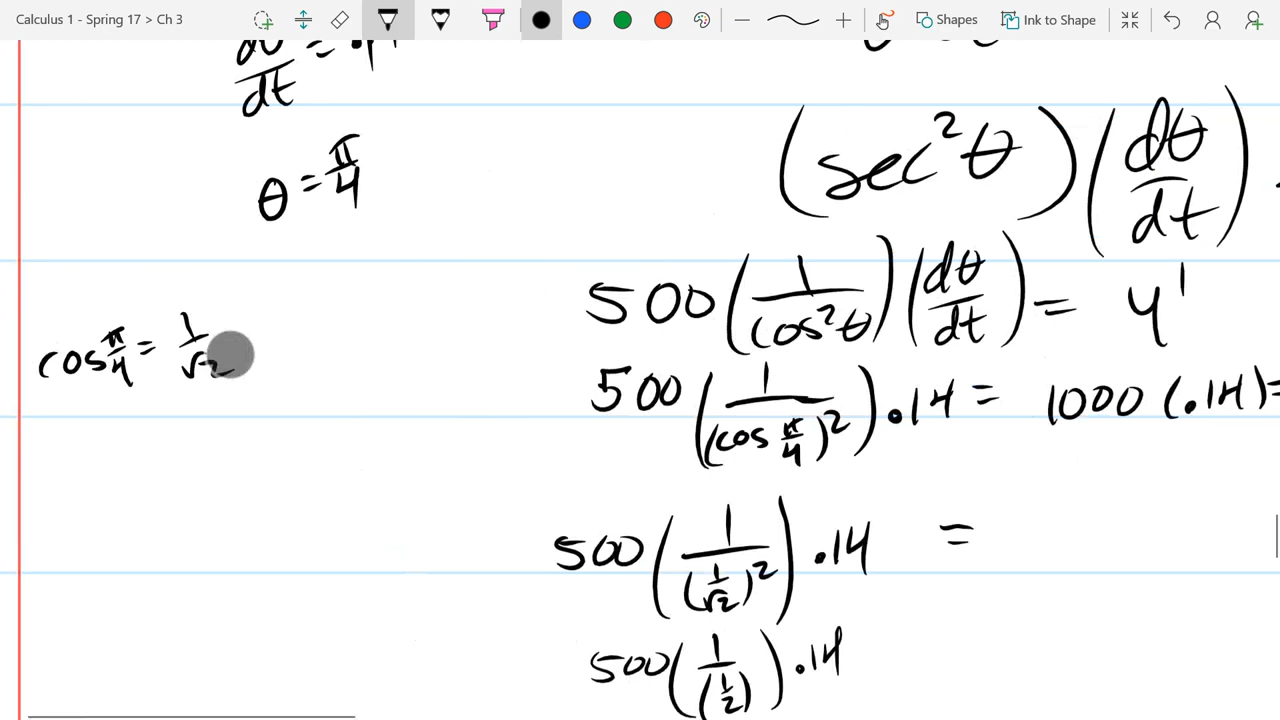 Calculus 1 - Spring 17 > Ch 3 Shapes Ink to Shape
dt = .14
θ = π/4
(sec²θ)(dθ/dt)
500(1/cos²θ)(dθ/dt) = y'
cos π/4 = 1/√2
500(1/(cos π/4)²) .14 = 1000(.14)=
500(1/(1/√2)²) .14 =
500(1/(1/2)) .14